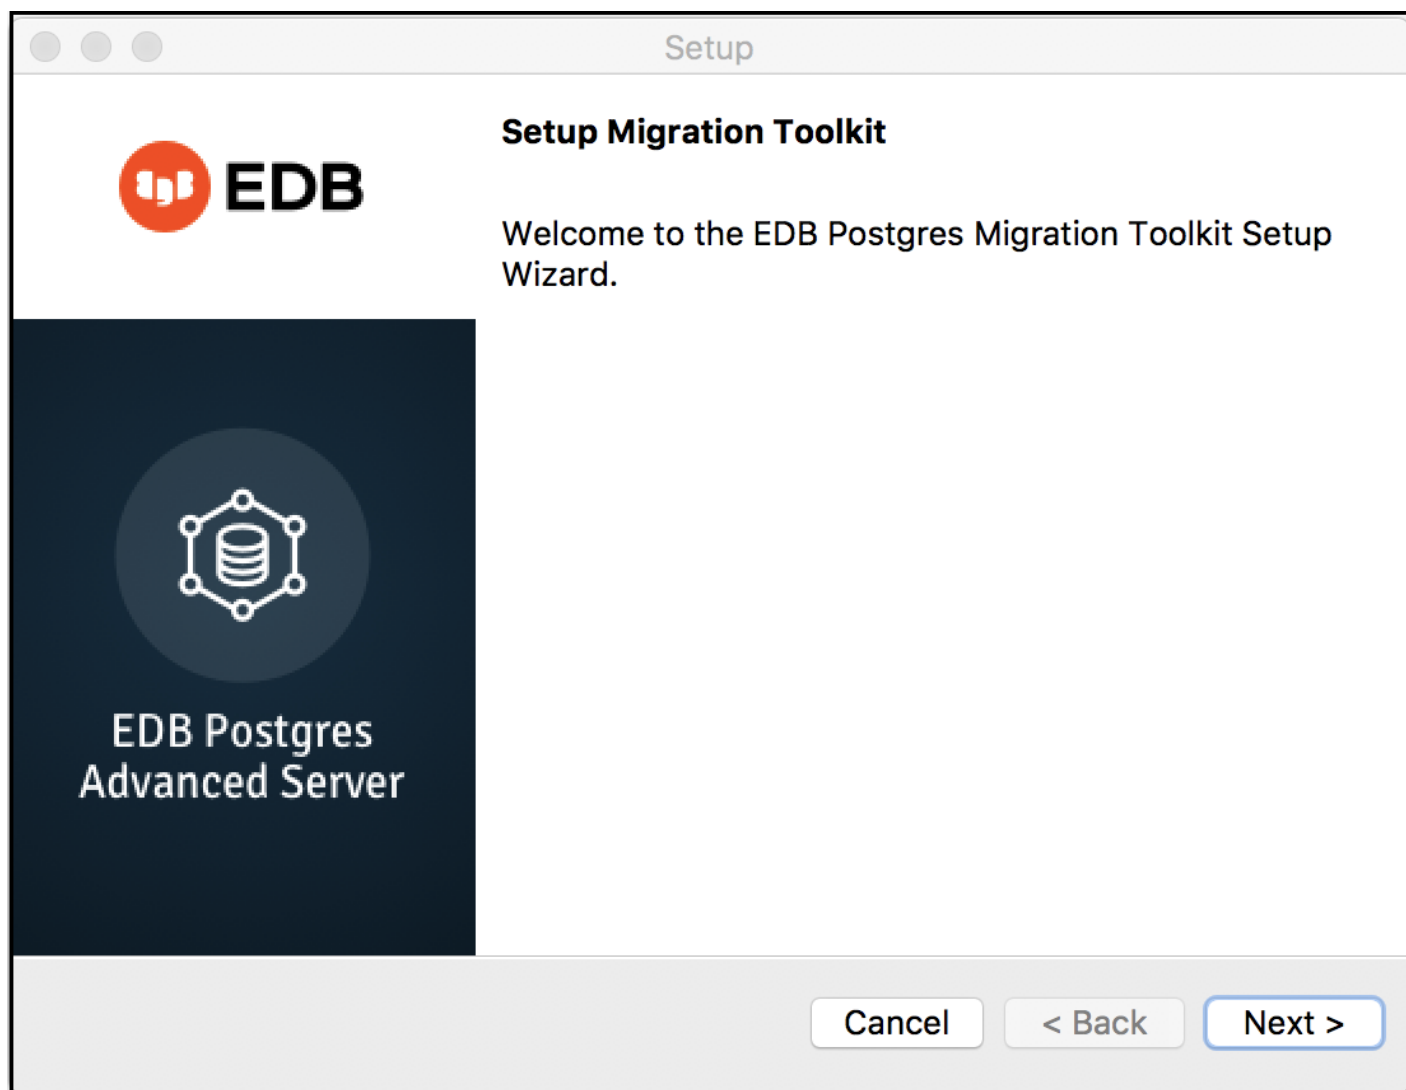 Setup
EDB
Setup Migration Toolkit
Welcome to the EDB Postgres Migration Toolkit Setup
Wizard.
EDB Postgres
Advanced Server
Cancel
< Back
Next >